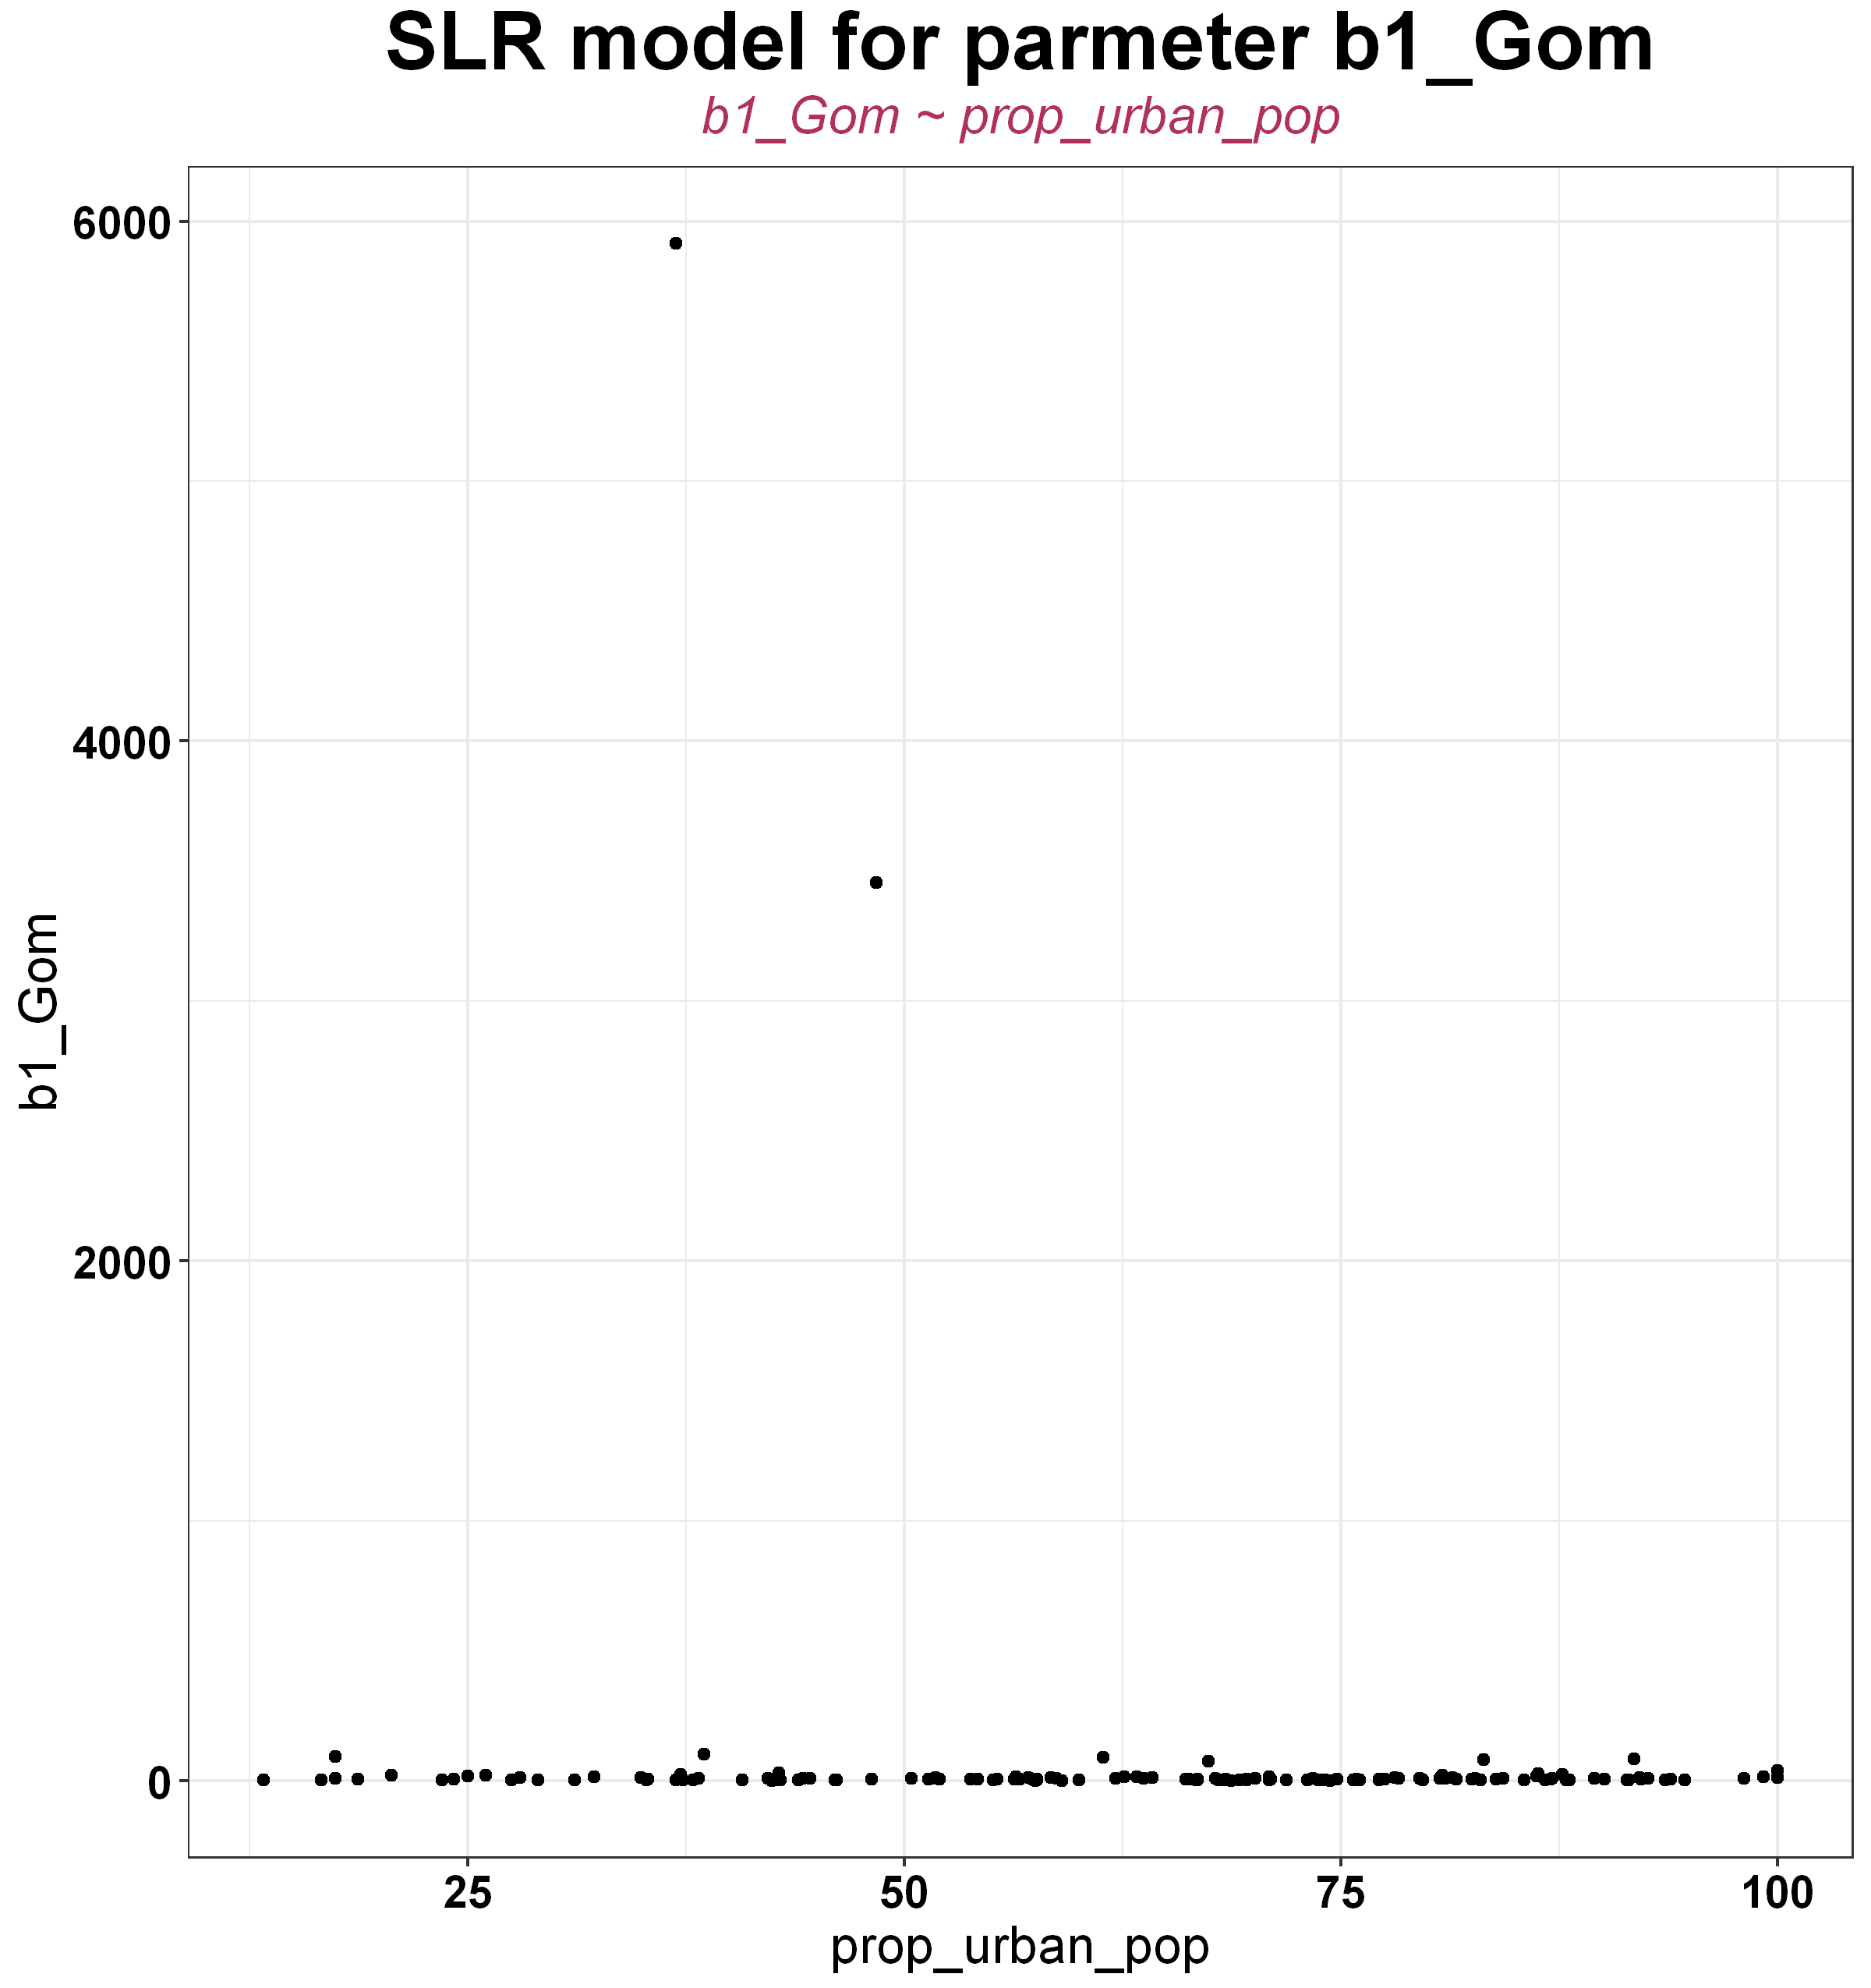 SLR model for parmeter b1_Gom
b1_Gom ~ prop_urban_pop
6000
4000
2000
0
b1_Gom
25 50 75 100
prop_urban_pop